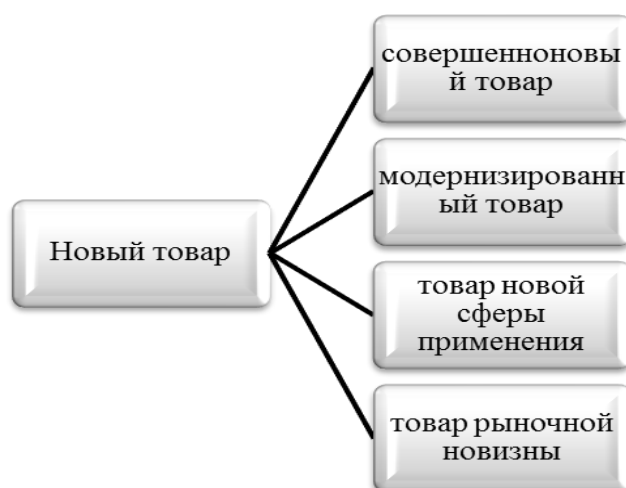 Новый товар
совершенноновы
й товар
модернизированн
ый товар
товар новой
сферы
применения
товар рыночной
новизны